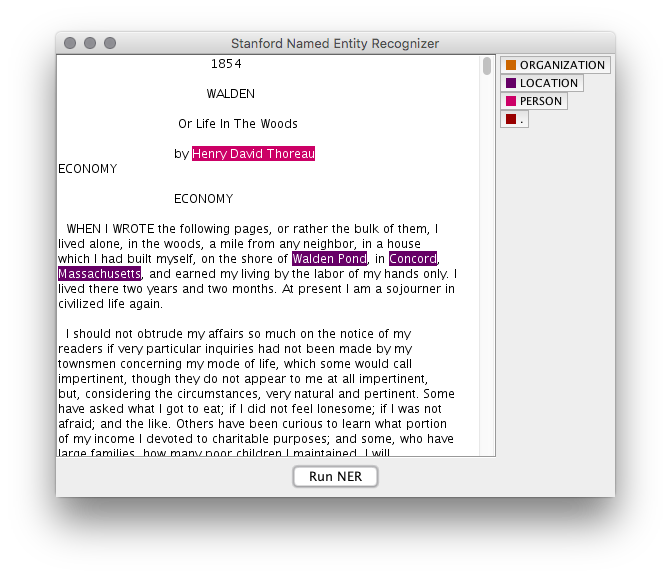 Stanford Named Entity Recognizer
1854
WALDEN
Or Life In The Woods
by Henry David Thoreau
ECONOMY
ECONOMY
WHEN I WROTE the following pages, or rather the bulk of them, I
lived alone, in the woods, a mile from any neighbor, in a house
which I had built myself, on the shore of Walden Pond, in Concord,
Massachusetts, and earned my living by the labor of my hands only. I
lived there two years and two months. At present I am a sojourner in
civilized life again.
I should not obtrude my affairs so much on the notice of my
readers if very particular inquiries had not been made by my
townsmen concerning my mode of life, which some would call
impertinent, though they do not appear to me at all impertinent,
but, considering the circumstances, very natural and pertinent. Some
have asked what I got to eat; if I did not feel lonesome; if I was not
afraid; and the like. Others have been curious to learn what portion
of my income I devoted to charitable purposes; and some, who have
large families, how many poor children I maintained. I will
ORGANIZATION
LOCATION
PERSON
.
Run NER